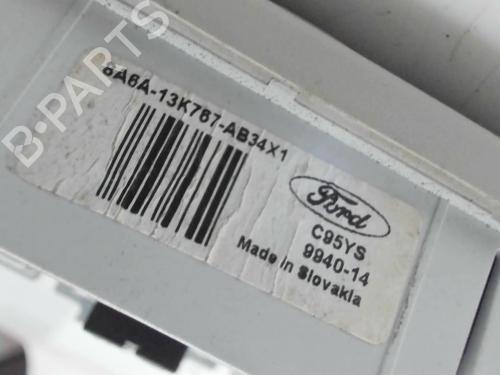 8A6A-13K767-AB34X1
Ford
C95YS
9940-14
Made in Slovakia
B-PARTS